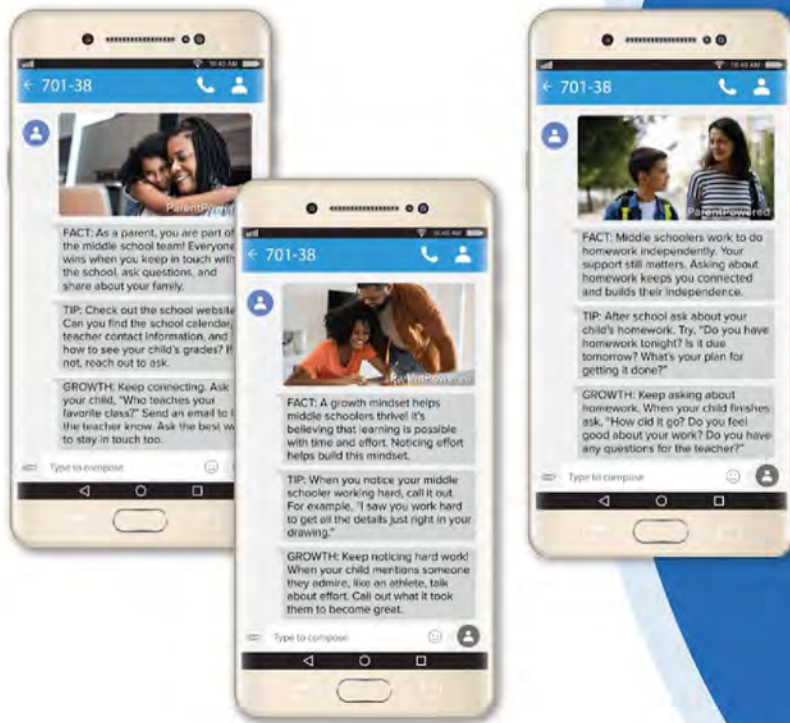 10:40 AM
← 701-38
ParentPowered
FACT: As a parent, you are part of
the middle school team! Everyone
wins when you keep in touch with
the school, ask questions, and
share about your family.
TIP: Check out the school website.
Can you find the school calendar,
teacher contact information, and
how to see your child's grades? If
not, reach out to ask.
GROWTH: Keep connecting. Ask
your child, "Who teaches your
favorite class?" Send an email to
the teacher know. Ask the best
to stay in touch too.
Type to compose
10:40 AM
← 701-38
ParentPowered
FACT: A growth mindset helps
middle schoolers thrive! It's
believing that learning is possible
with time and effort. Noticing effort
helps build this mindset.
TIP: When you notice your middle
schooler working hard, call it out.
For example, "I saw you work hard
to get all the details just right in your
drawing."
GROWTH: Keep noticing hard work!
When your child mentions someone
they admire, like an athlete, talk
about effort. Call out what it took
them to become great.
Type to compose
10:40 AM
← 701-38
ParentPowered
FACT: Middle schoolers work to do
homework independently. Your
support still matters. Asking about
homework keeps you connected
and builds their independence.
TIP: After school ask about your
child's homework. Try, "Do you have
homework tonight? Is it due
tomorrow? What's your plan for
getting it done?"
GROWTH: Keep asking about
homework. When your child finishes
ask, "How did it go? Do you feel
good about your work? Do you have
any questions for the teacher?"
Type to compose